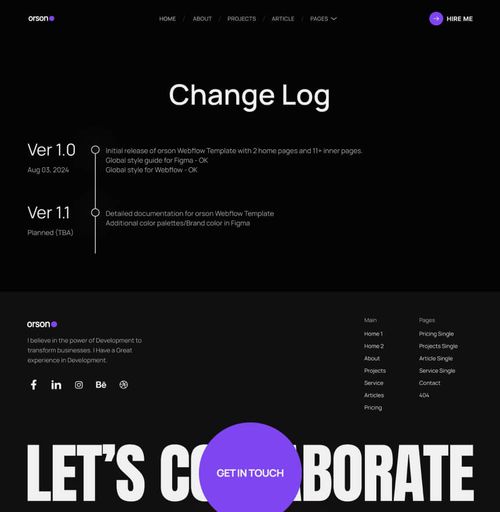 orson
HOME / ABOUT / PROJECTS / ARTICLE / PAGES
HIRE ME
Change Log
Ver 1.0
Aug 03, 2024
Initial release of orson Webflow Template with 2 home pages and 11+ inner pages.
Global style guide for Figma - OK
Global style for Webflow - OK
Ver 1.1
Planned (TBA)
Detailed documentation for orson Webflow Template
Additional color palettes/Brand color in Figma
orson
I believe in the power of Development to
transform businesses. I Have a Great
experience in Development.
f in Bē
Main
Home 1
Home 2
About
Projects
Service
Articles
Pricing
Pages
Pricing Single
Projects Single
Article Single
Service Single
Contact
404
LET'S C ABORATE
GET IN TOUCH